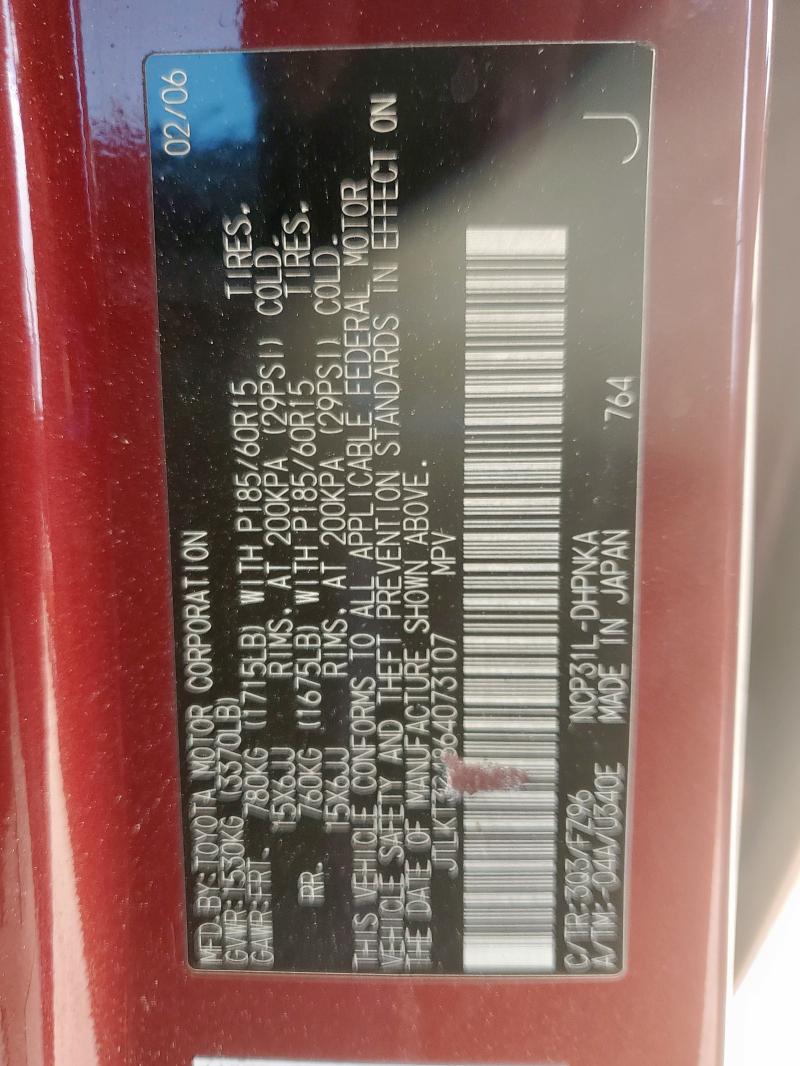 MFD. BY: TOYOTA MOTOR CORPORATION 02/06
GVWR: 1530KG (3370LB)
GAWR: FRT. 780KG (1715LB) WITH P185/60R15 TIRES.
15X6JJ RIMS, AT 200KPA (29PSI) COLD.
RR. 760KG (1675LB) WITH P185/60R15 TIRES.
15X6JJ RIMS, AT 200KPA (29PSI) COLD.
THIS VEHICLE CONFORMS TO ALL APPLICABLE FEDERAL MOTOR
VEHICLE SAFETY AND THEFT PREVENTION STANDARDS IN EFFECT ON
THE DATE OF MANUFACTURE SHOWN ABOVE.
MPV
C/TR: 3Q3/FZ96 NCP31L-DHPNKA
A/TM: -04A/U340E MADE IN JAPAN 764 J